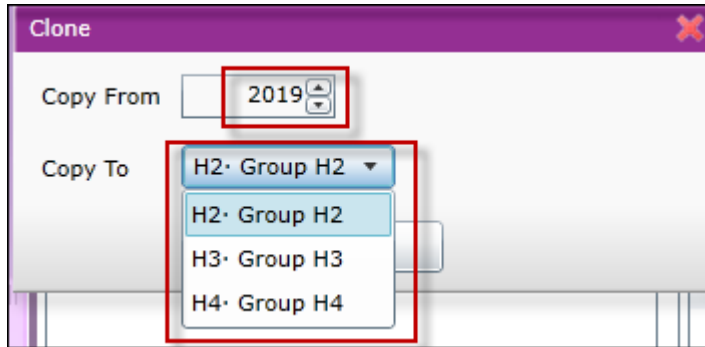 Clone
Copy From 2019
Copy To H2· Group H2
H2· Group H2
H3· Group H3
H4· Group H4